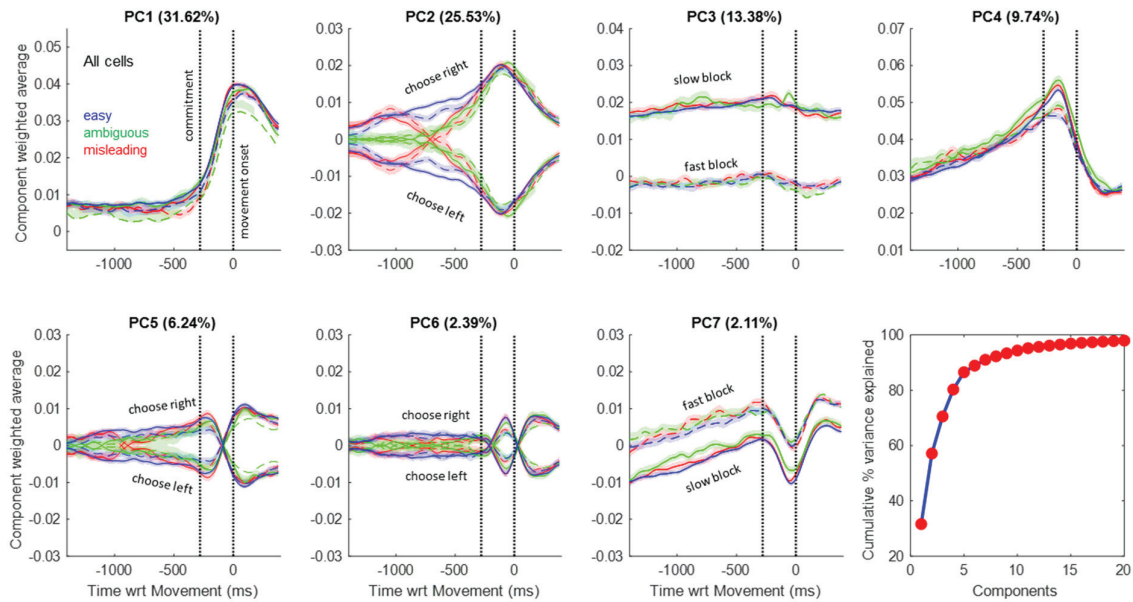 PC1 (31.62%)
PC2 (25.53%)
PC3 (13.38%)
PC4 (9.74%)
Component weighted average
0.05
0.04
0.03
0.02
0.01
0
All cells
easy
ambiguous
misleading
commitment
movement onset
-1000
-500
0
0.03
0.02
0.01
0
-0.01
-0.02
-0.03
choose right
choose left
-1000
-500
0
0.05
0.04
0.03
0.02
0.01
0
-0.01
-0.02
slow block
fast block
-1000
-500
0
0.07
0.06
0.05
0.04
0.03
0.02
0.01
-1000
-500
0
PC5 (6.24%)
PC6 (2.39%)
PC7 (2.11%)
Component weighted average
0.03
0.02
0.01
0
-0.01
-0.02
-0.03
choose right
choose left
-1000
-500
0
Time wrt Movement (ms)
0.03
0.02
0.01
0
-0.01
-0.02
-0.03
choose right
choose left
-1000
-500
0
Time wrt Movement (ms)
0.03
0.02
0.01
0
-0.01
-0.02
-0.03
fast block
slow block
-1000
-500
0
Time wrt Movement (ms)
Cumulative % variance explained
100
80
60
40
20
0
5
10
15
20
Components